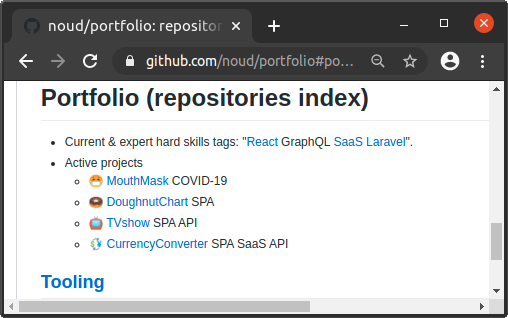 noud/portfolio: repositor
github.com/noud/portfolio#po...
Portfolio (repositories index)
Current & expert hard skills tags: "React GraphQL SaaS Laravel".
Active projects
MouthMask COVID-19
DoughnutChart SPA
TVshow SPA API
CurrencyConverter SPA SaaS API
Tooling